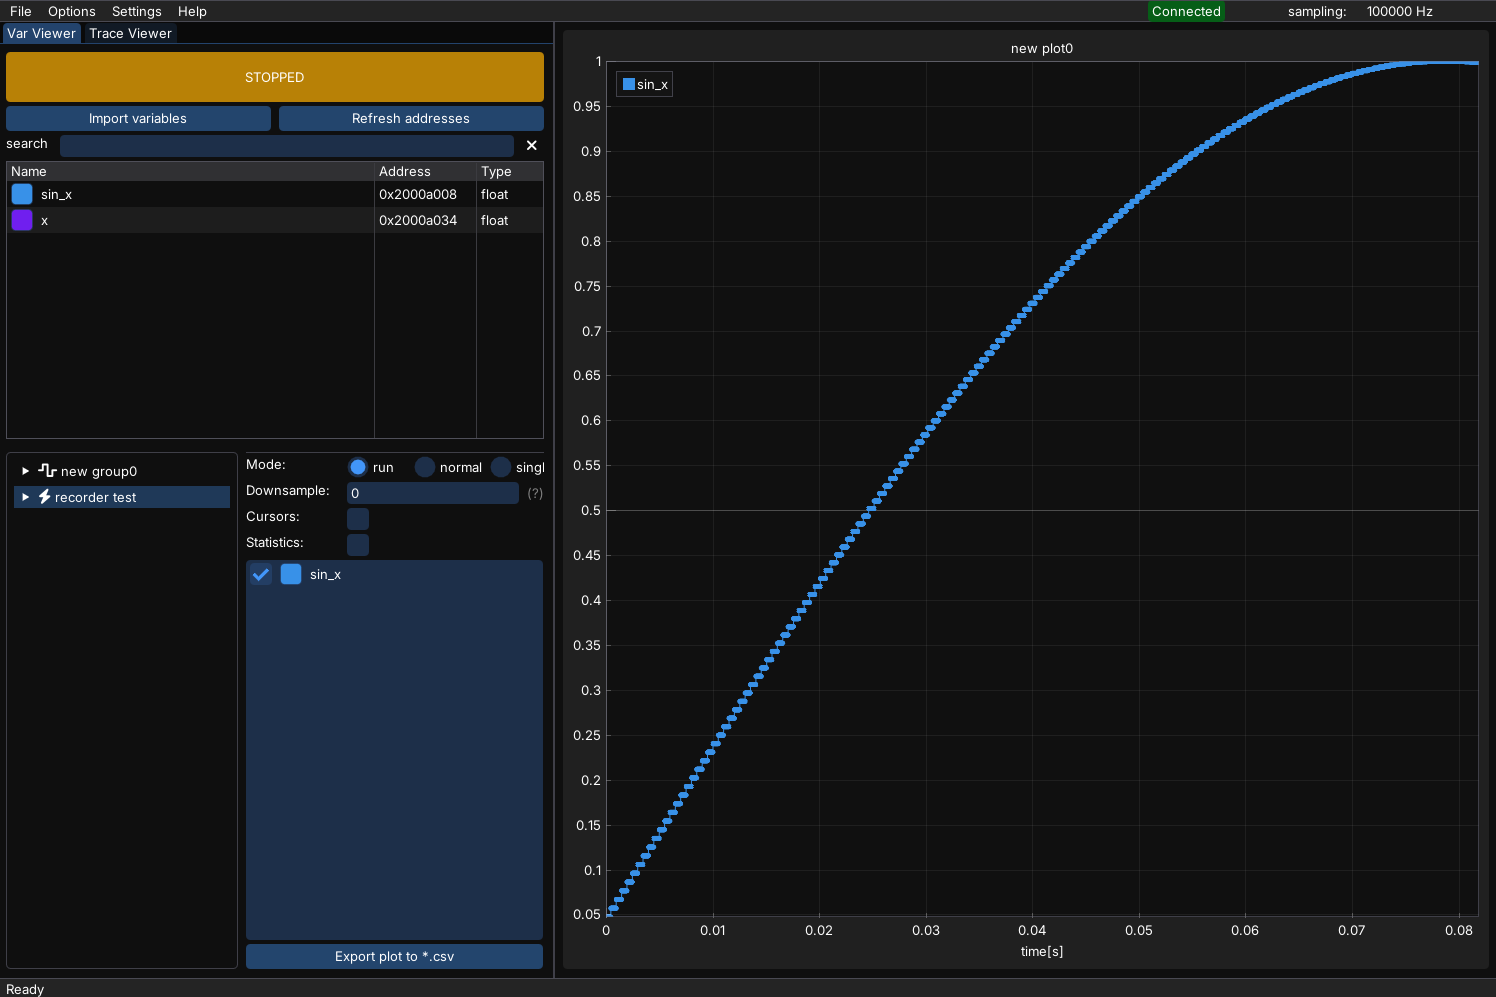 File Options Settings Help Connected sampling: 100000 Hz
Var Viewer Trace Viewer
STOPPED
Import variables Refresh addresses
search
Name Address Type
sin_x 0x2000a008 float
x 0x2000a034 float
new group0
recorder test
Mode: run normal singl
Downsample: 0 (?)
Cursors:
Statistics:
sin_x
Export plot to *.csv
new plot0
sin_x
1
0.95
0.9
0.85
0.8
0.75
0.7
0.65
0.6
0.55
0.5
0.45
0.4
0.35
0.3
0.25
0.2
0.15
0.1
0.05
0 0.01 0.02 0.03 0.04 0.05 0.06 0.07 0.08
time[s]
Ready